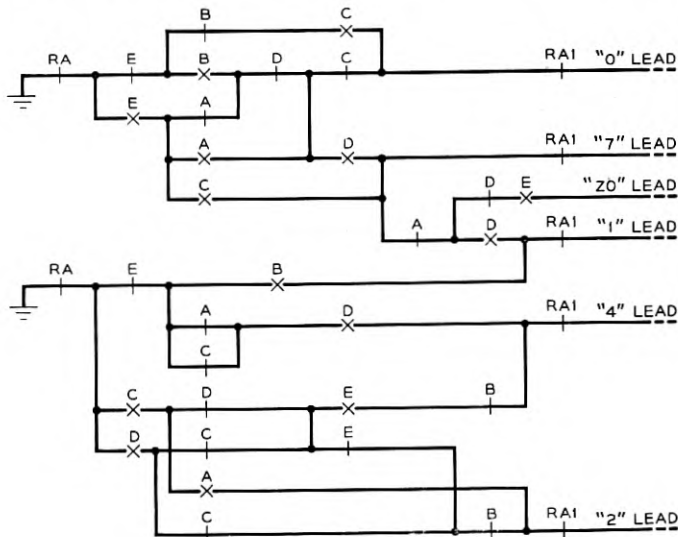 B C
RA E B D C RA1 "0" LEAD
E A
A D RA1 "7" LEAD
C D E "Z0" LEAD
A D RA1 "1" LEAD
RA E B
A D RA1 "4" LEAD
C
C D E B
D C E
A
C B RA1 "2" LEAD